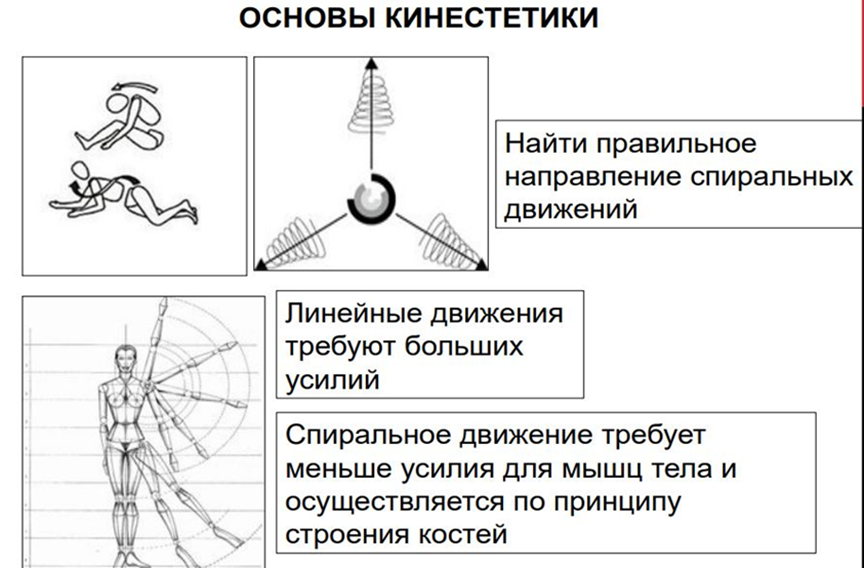 ОСНОВЫ КИНЕСТЕТИКИ
Найти правильное
направление спиральных
движений
Линейные движения
требуют больших
усилий
Спиральное движение требует
меньше усилия для мышц тела и
осуществляется по принципу
строения костей